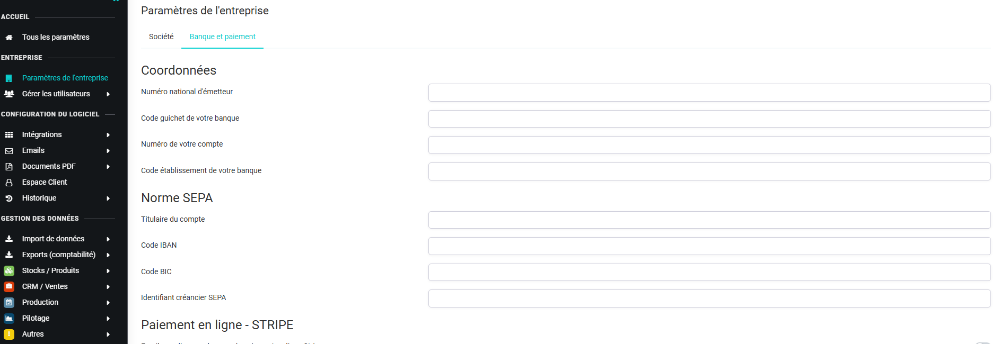 Paramètres de l'entreprise
ACCUEIL
Tous les paramètres
ENTREPRISE
Paramètres de l'entreprise
Gérer les utilisateurs
CONFIGURATION DU LOGICIEL
Intégrations
Emails
Documents PDF
Espace Client
Historique
GESTION DES DONNÉES
Import de données
Exports (comptabilité)
Stocks / Produits
CRM / Ventes
Production
Pilotage
Autres
Société
Banque et paiement
Coordonnées
Numéro national d'émetteur
Code guichet de votre banque
Numéro de votre compte
Code établissement de votre banque
Norme SEPA
Titulaire du compte
Code IBAN
Code BIC
Identifiant créancier SEPA
Paiement en ligne - STRIPE